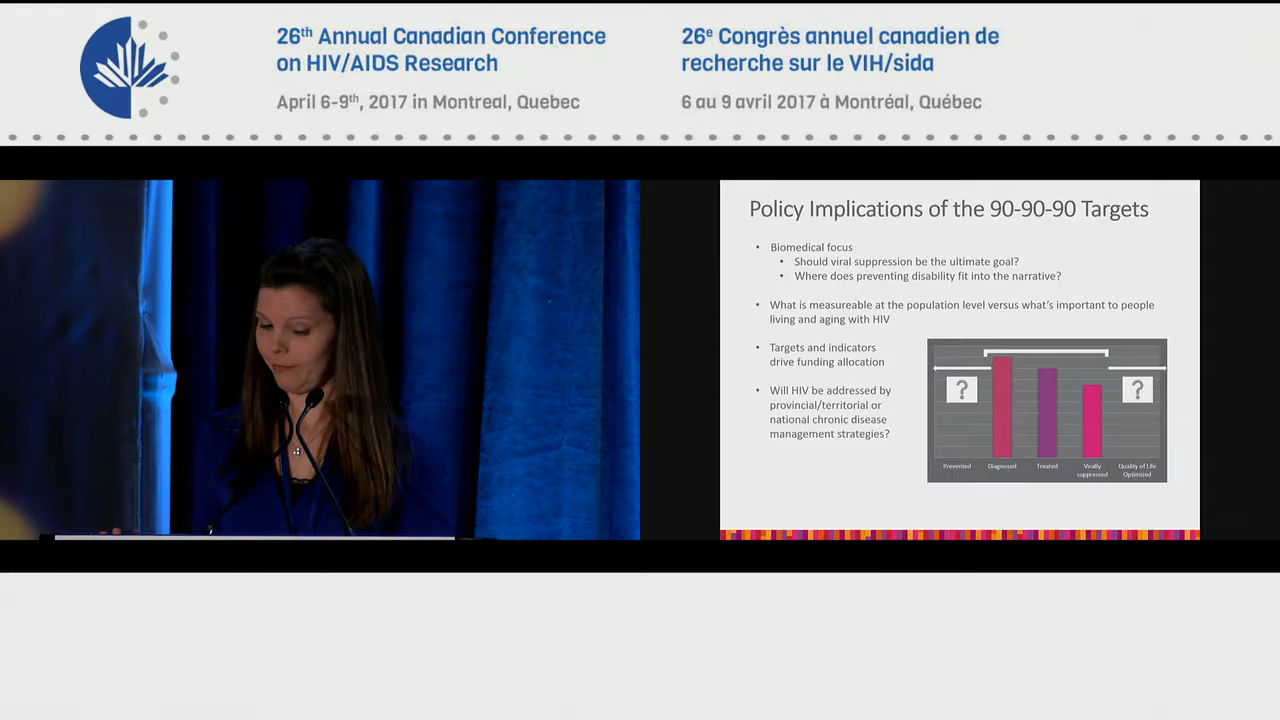 26th Annual Canadian Conference
on HIV/AIDS Research
April 6-9th, 2017 in Montreal, Quebec
26e Congrès annuel canadien de
recherche sur le VIH/sida
6 au 9 avril 2017 à Montréal, Québec
Policy Implications of the 90-90-90 Targets
• Biomedical focus
• Should viral suppression be the ultimate goal?
• Where does preventing disability fit into the narrative?
• What is measureable at the population level versus what's important to people
living and aging with HIV
• Targets and indicators
drive funding allocation
• Will HIV be addressed by
provincial/territorial or
national chronic disease
management strategies?
? ?
Prevented Diagnosed Treated Virally Quality of Life
suppressed Optimized